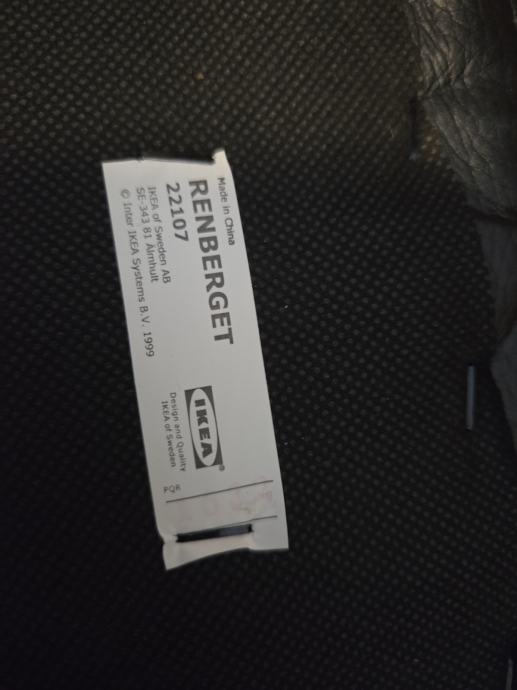 Made in China
RENBERGET
22107
IKEA of Sweden AB
SE-343 81 Älmhult
© Inter IKEA Systems B.V. 1999
IKEA®
Design and Quality
IKEA of Sweden